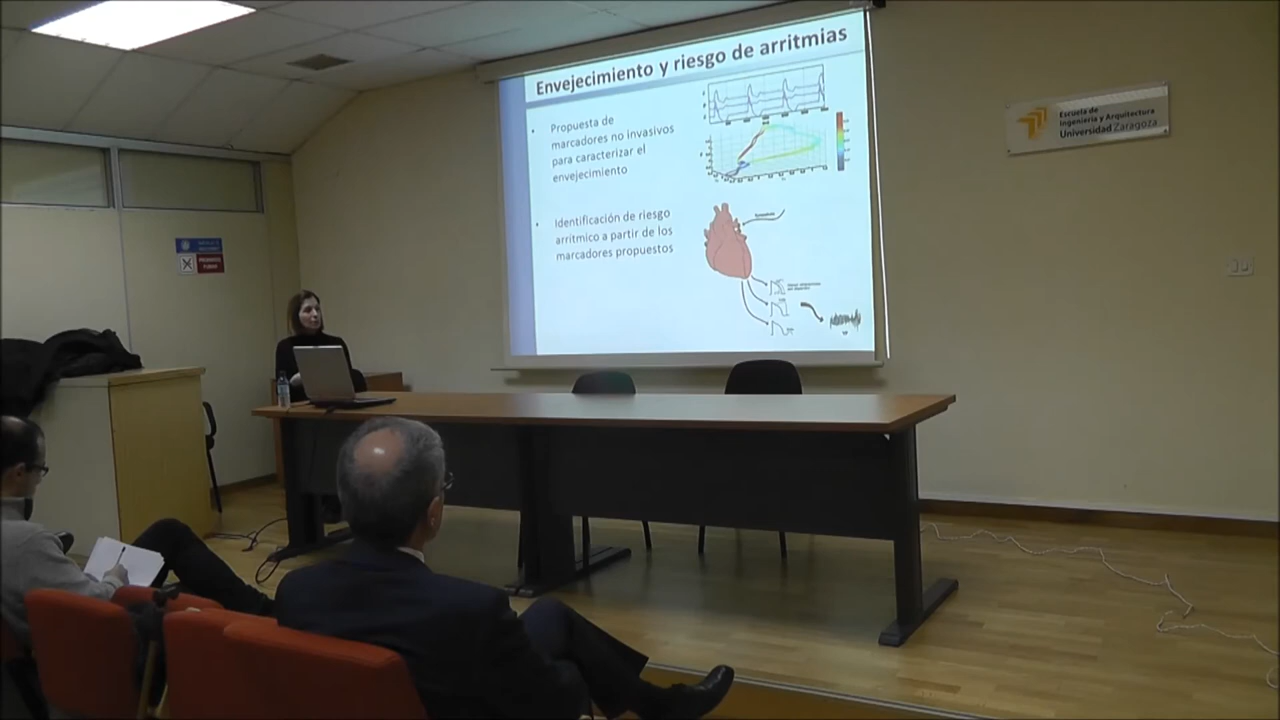 Envejecimiento y riesgo de arritmias
Propuesta de
marcadores no invasivos
para caracterizar el
envejecimiento
Identificación de riesgo
arrítmico a partir de los
marcadores propuestos
Escuela de
Ingeniería y Arquitectura
Universidad Zaragoza